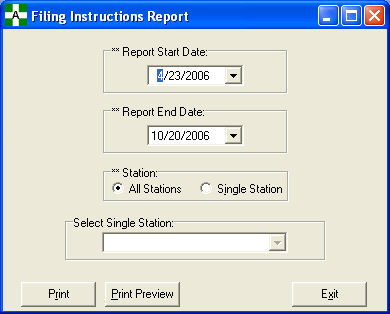 A Filing Instructions Report
** Report Start Date:
4/23/2006
** Report End Date:
10/20/2006
** Station:
All Stations Single Station
Select Single Station:
Print Print Preview Exit